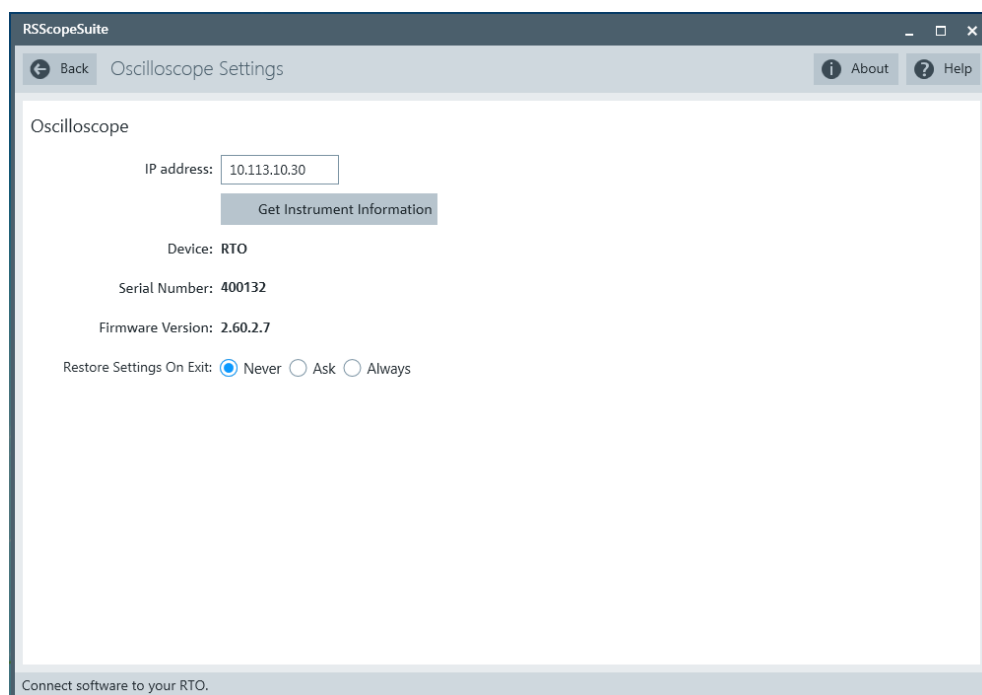 RSScopeSuite
Back Oscilloscope Settings About Help
Oscilloscope
IP address: 10.113.10.30
Get Instrument Information
Device: RTO
Serial Number: 400132
Firmware Version: 2.60.2.7
Restore Settings On Exit: Never Ask Always
Connect software to your RTO.